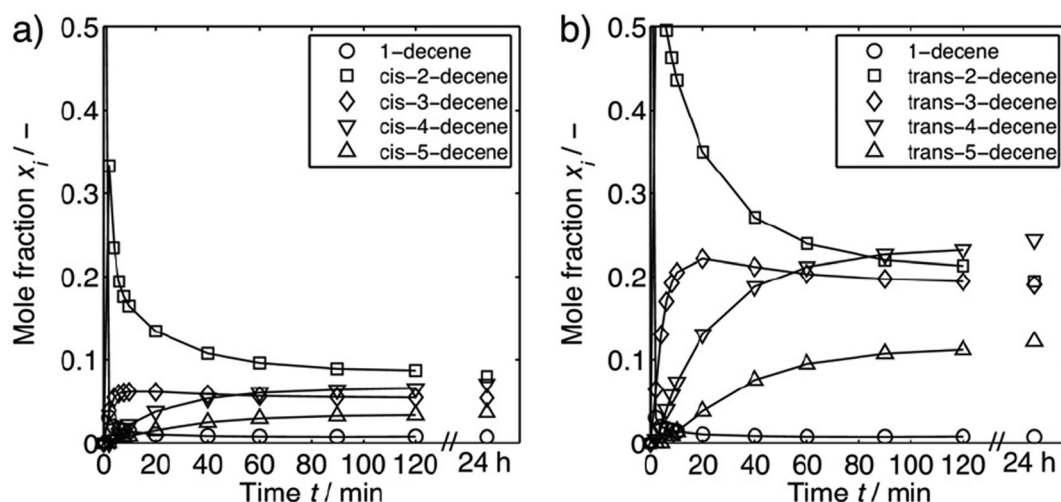 a)
Mole fraction xi / –
0.5
0.4
0.3
0.2
0.1
0
1–decene
cis–2–decene
cis–3–decene
cis–4–decene
cis–5–decene
0 20 40 60 80 100 120 // 24 h
Time t / min
b)
Mole fraction xi / –
0.5
0.4
0.3
0.2
0.1
0
1–decene
trans–2–decene
trans–3–decene
trans–4–decene
trans–5–decene
0 20 40 60 80 100 120 // 24 h
Time t / min